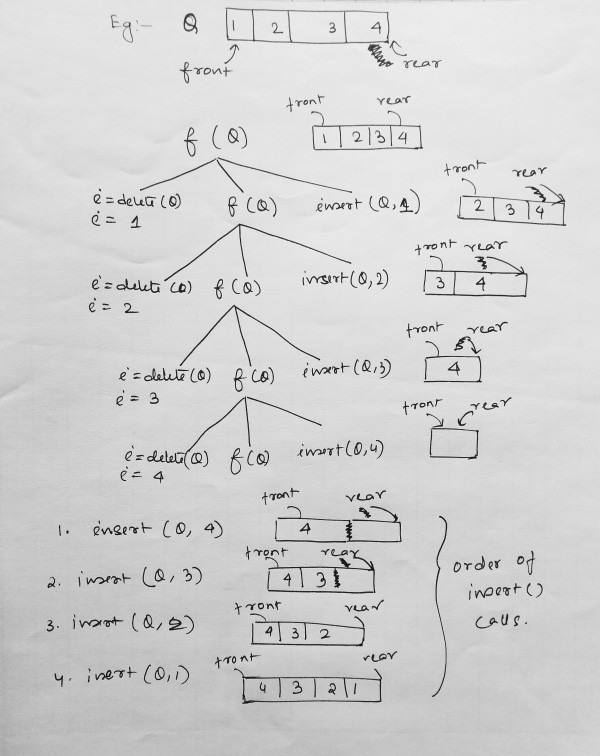 Eg:- Q 1 2 3 4
front rear
front rear
f (Q) 1 2 3 4
front rear
i = delete (Q) f (Q) insert (Q, 1) 2 3 4
i = 1
front rear
i = delete (Q) f (Q) insert (Q, 2) 3 4
i = 2
front rear
i = delete (Q) f (Q) insert (Q, 3) 4
i = 3
front rear
i = delete (Q) f (Q) insert (Q, 4)
i = 4
front rear
1. insert (Q, 4) 4
front rear
2. insert (Q, 3) 4 3
front rear
3. insert (Q, 2) 4 3 2
front rear
4. insert (Q, 1) 4 3 2 1
order of
insert()
calls.